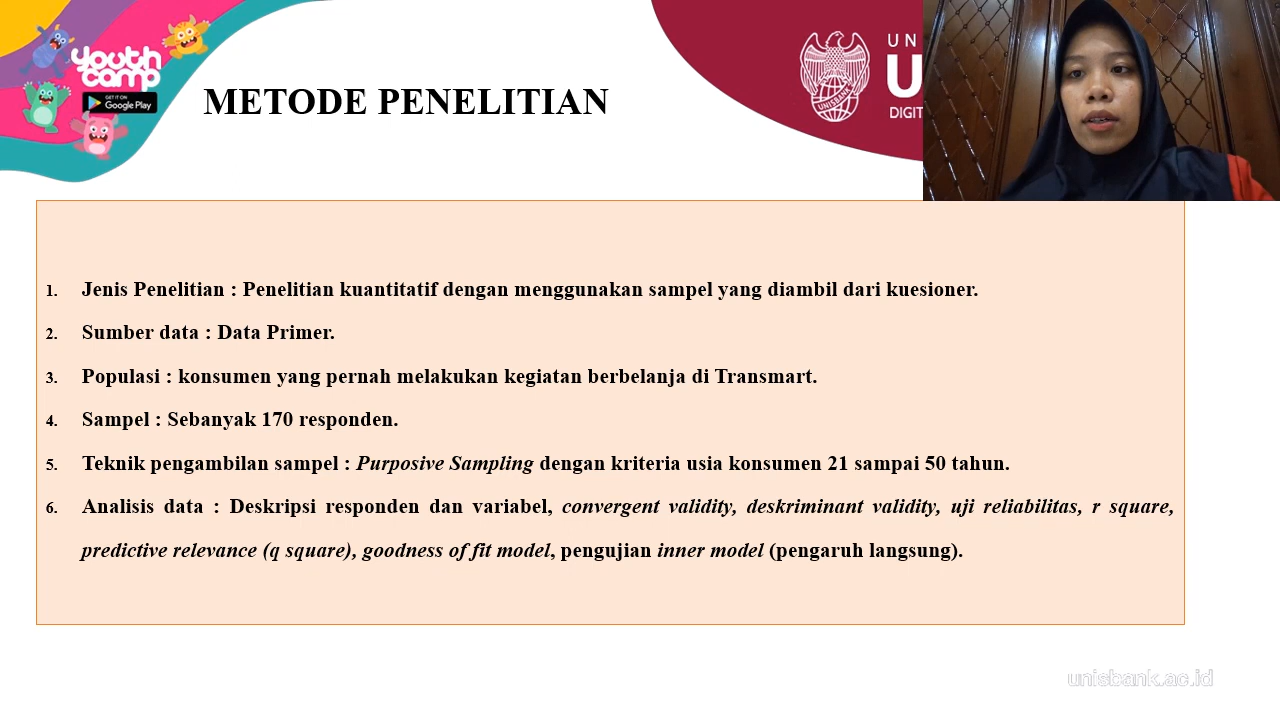 youth
camp
GET IT ON
Google Play
METODE PENELITIAN
UN
U
DIGIT
UNISBANK
1. Jenis Penelitian : Penelitian kuantitatif dengan menggunakan sampel yang diambil dari kuesioner.
2. Sumber data : Data Primer.
3. Populasi : konsumen yang pernah melakukan kegiatan berbelanja di Transmart.
4. Sampel : Sebanyak 170 responden.
5. Teknik pengambilan sampel : Purposive Sampling dengan kriteria usia konsumen 21 sampai 50 tahun.
6. Analisis data : Deskripsi responden dan variabel, convergent validity, deskriminant validity, uji reliabilitas, r square,
predictive relevance (q square), goodness of fit model, pengujian inner model (pengaruh langsung).
unisbank.ac.id